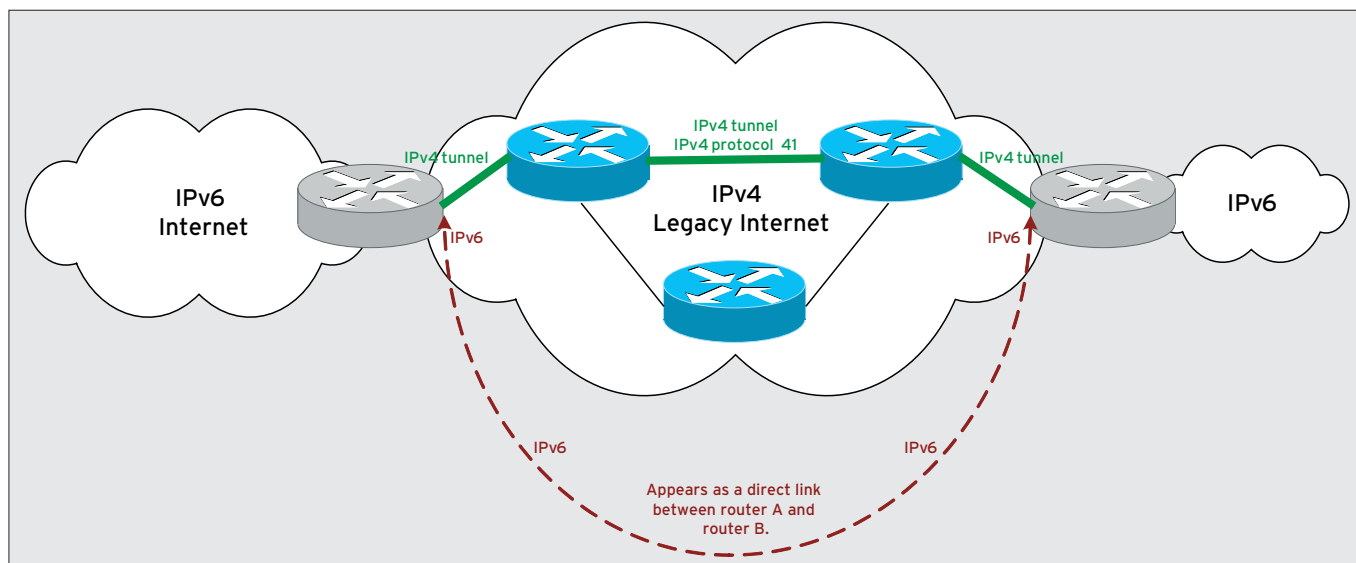 IPv4 tunnel
IPv4 protocol 41
IPv4 tunnel
IPv4 tunnel
IPv6
Internet
IPv4
Legacy Internet
IPv6
IPv6
IPv6
IPv6
IPv6
Appears as a direct link
between router A and
router B.